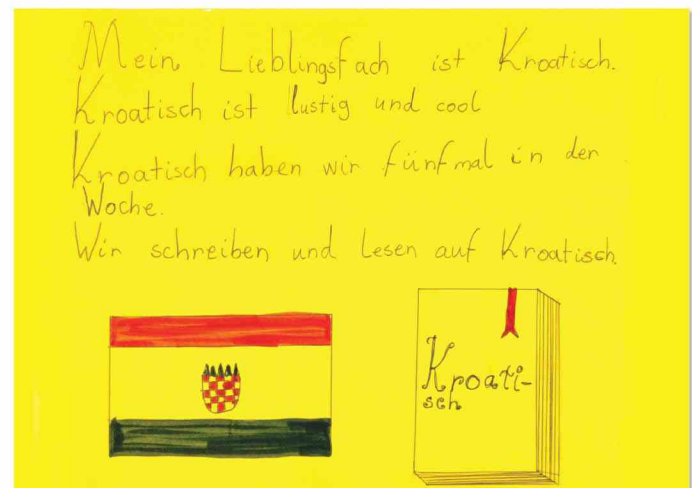 Mein Lieblingsfach ist Kroatisch.
Kroatisch ist lustig und cool
Kroatisch haben wir fünfmal in der
Woche.
Wir schreiben und lesen auf Kroatisch.
Kroati-
sch